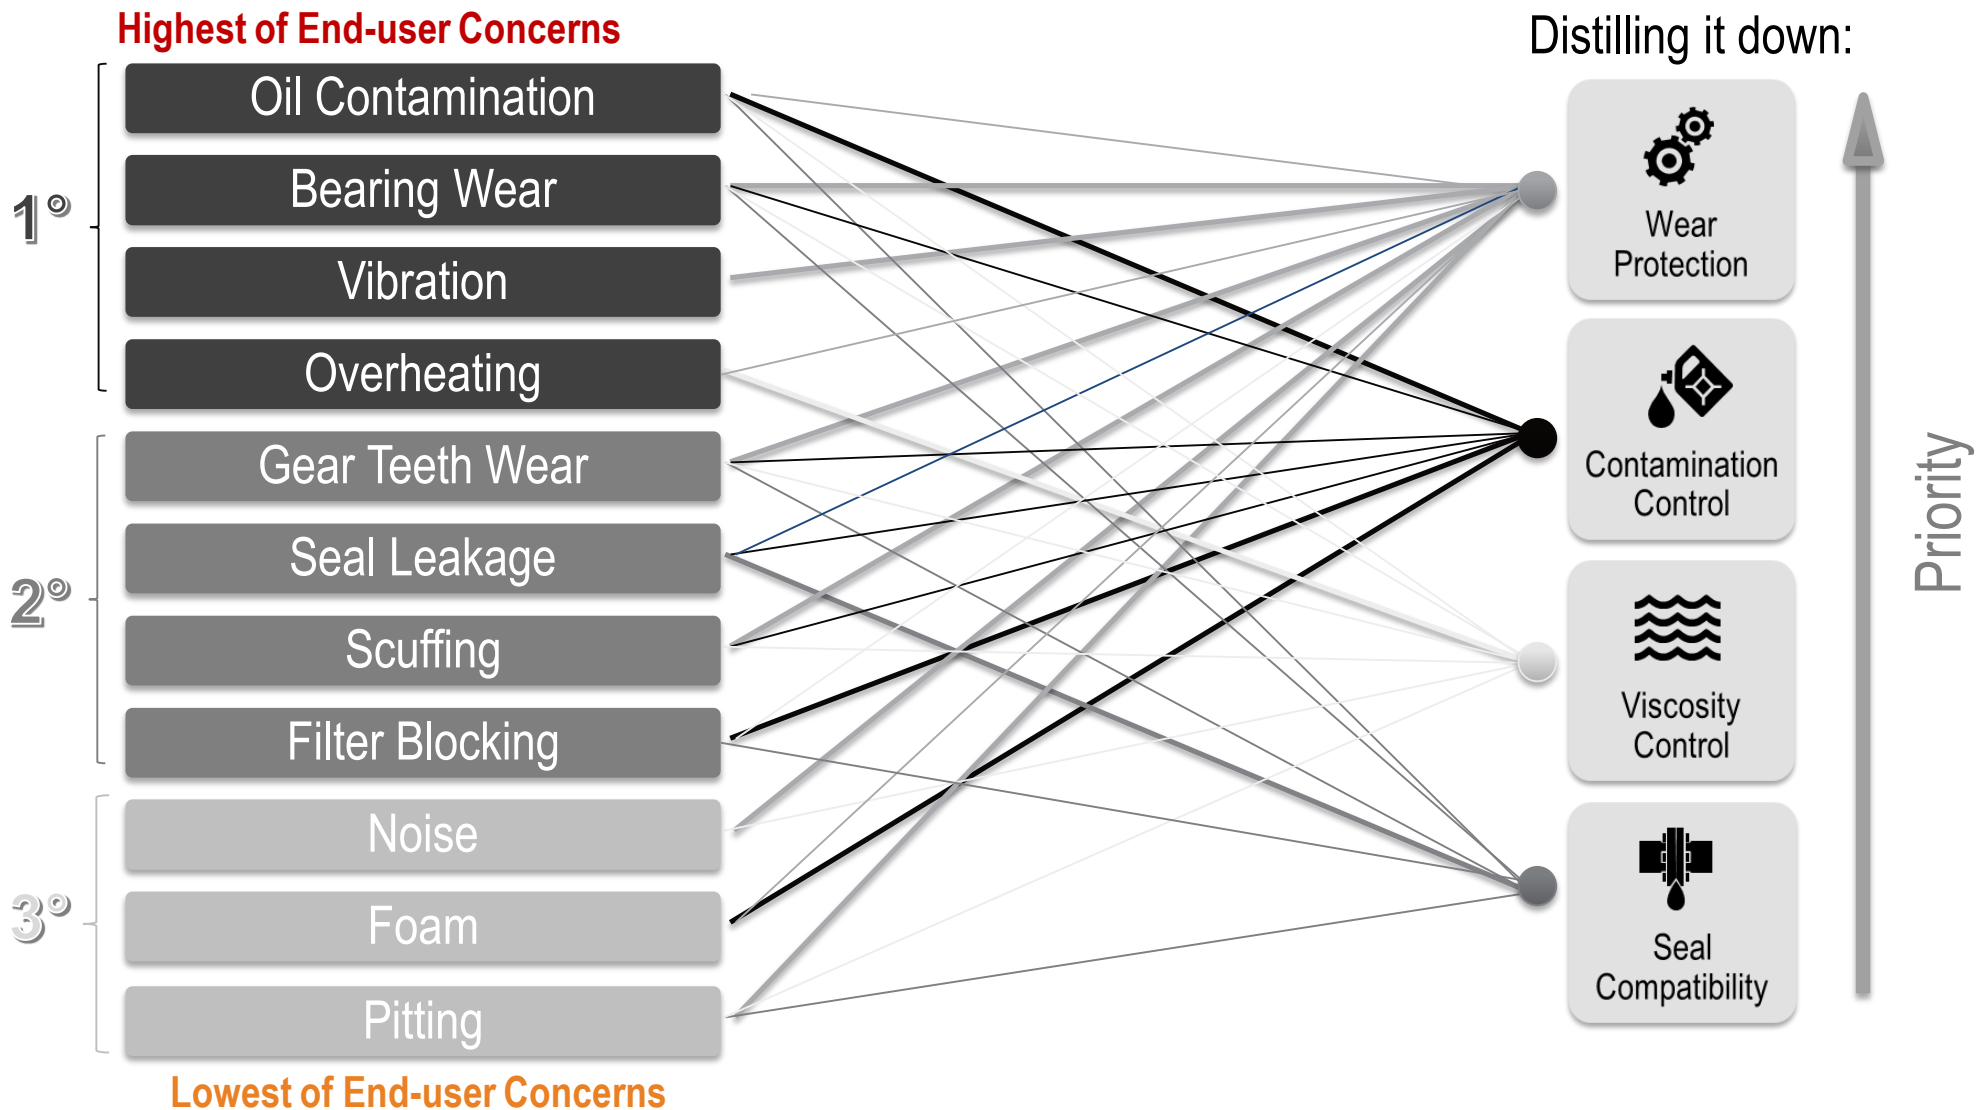 Highest of End-user Concerns
Distilling it down:
1°
Oil Contamination
Bearing Wear
Vibration
Overheating
2°
Gear Teeth Wear
Seal Leakage
Scuffing
Filter Blocking
3°
Noise
Foam
Pitting
Lowest of End-user Concerns
Wear
Protection
Contamination
Control
Viscosity
Control
Seal
Compatibility
Priority